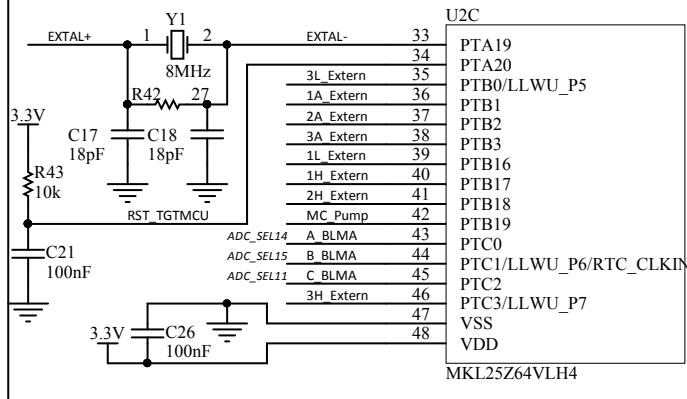 U2C
Y1
EXTAL+ 1 2 EXTAL- 33 PTA19
8MHz 34 PTA20
3L_Extern 35 PTB0/LLWU_P5
R42 27 1A_Extern 36 PTB1
3.3V 2A_Extern 37 PTB2
C17 C18 3A_Extern 38 PTB3
18pF 18pF 1L_Extern 39 PTB16
R43 1H_Extern 40 PTB17
10k 2H_Extern 41 PTB18
RST_TGTMCU MC_Pump 42 PTB19
ADC_SEL14 A_BLMA 43 PTC0
C21 ADC_SEL15 B_BLMA 44 PTC1/LLWU_P6/RTC_CLKIN
100nF ADC_SEL11 C_BLMA 45 PTC2
3H_Extern 46 PTC3/LLWU_P7
47 VSS
3.3V C26 48 VDD
100nF
MKL25Z64VLH4